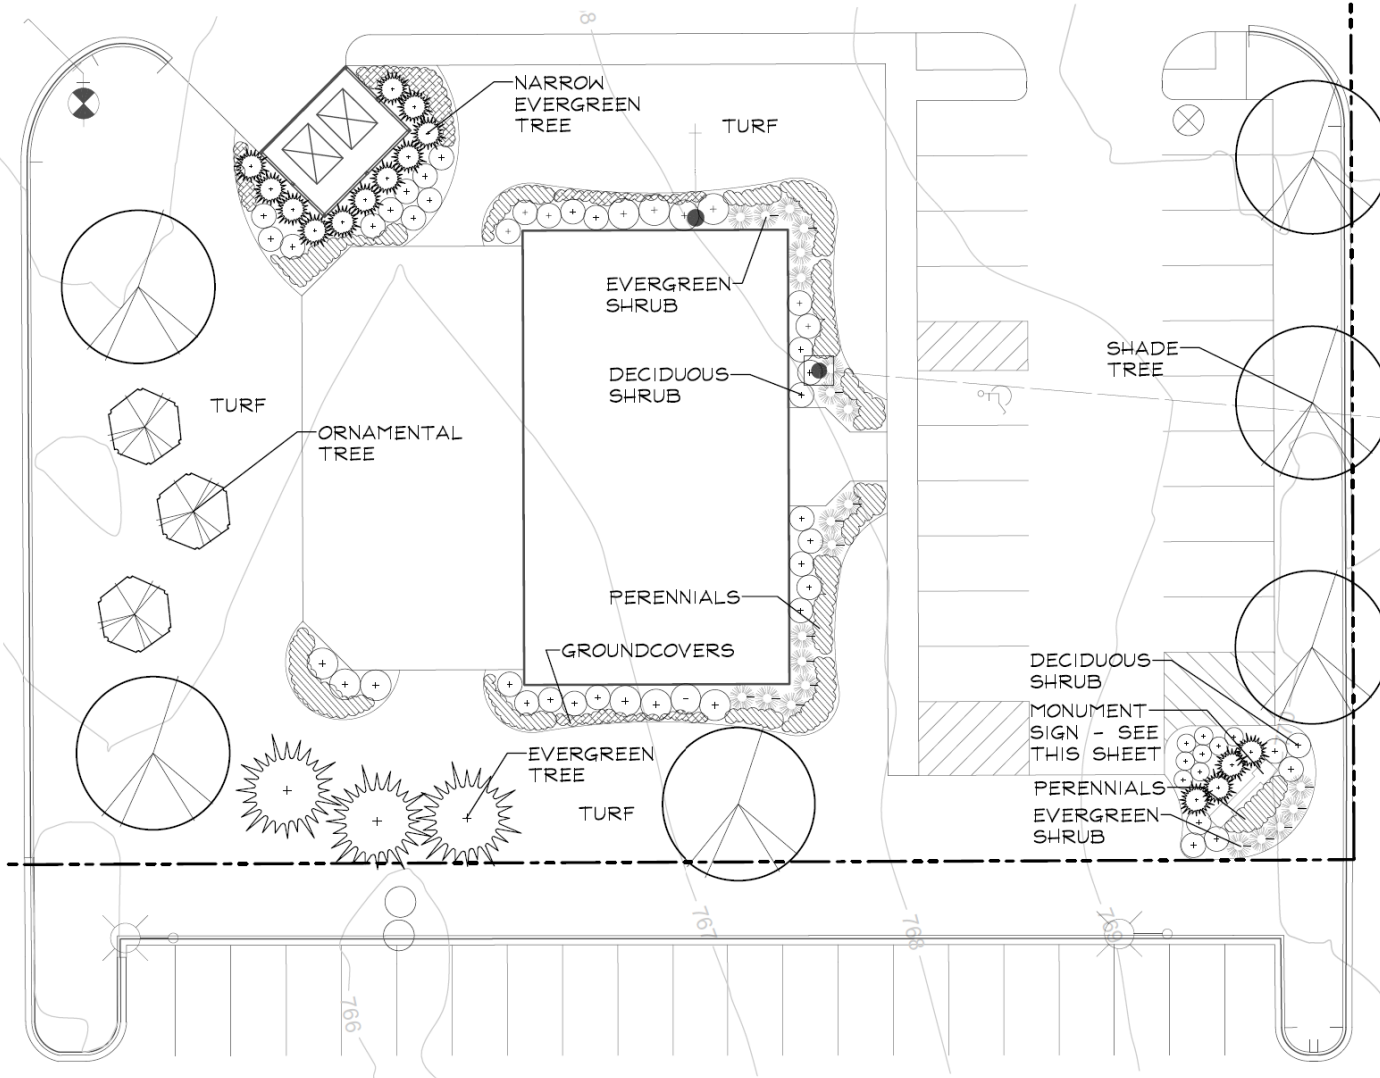 NARROW
EVERGREEN
TREE
TURF
EVERGREEN
SHRUB
DECIDUOUS
SHRUB
SHADE
TREE
TURF
ORNAMENTAL
TREE
PERENNIALS
GROUNDCOVERS
DECIDUOUS
SHRUB
MONUMENT
SIGN - SEE
THIS SHEET
PERENNIALS
EVERGREEN
SHRUB
EVERGREEN
TREE
TURF
767
768
769
766